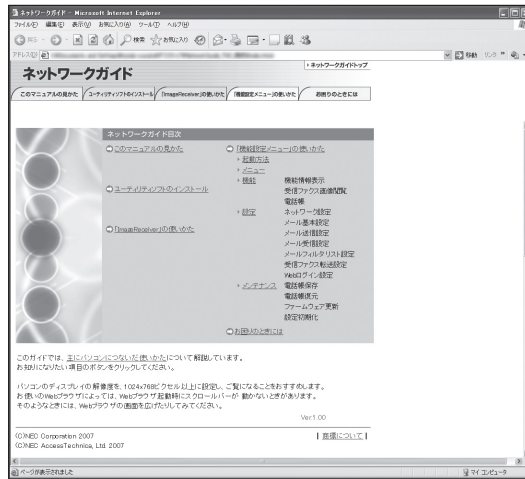 ネットワークガイド - Microsoft Internet Explorer
ファイル(F) 編集(E) 表示(V) お気に入り(A) ツール(T) ヘルプ(H)
戻る 検索 お気に入り
アドレス(D) 移動 リンク
ネットワークガイド
ネットワークガイドトップ
このマニュアルの見かた ユーティリティソフトのインストール 「ImageReceiver」の使いかた 「機能設定メニュー」の使いかた お困りのときには
ネットワークガイド目次
このマニュアルの見かた
ユーティリティソフトのインストール
「ImageReceiver」の使いかた
「機能設定メニュー」の使いかた
起動方法
メニュー
機能 機能情報表示
受信ファクス画像閲覧
電話帳
設定 ネットワーク設定
メール基本設定
メール送信設定
メール受信設定
メールフィルタリスト設定
受信ファクス転送設定
Webログイン設定
メンテナンス 電話帳保存
電話帳復元
ファームウェア更新
設定初期化
お困りのときには
このガイドでは、主にパソコンにつないだ使いかたについて解説しています。
お知りになりたい項目のボタンをクリックしてください。
パソコンのディスプレイの解像度を、1024x768ピクセル以上に設定し、ご覧になることをおすすめします。
お使いのWebブラウザによっては、Webブラウザ起動時にスクロールバーが動かないときがあります。
そのようなときには、Webブラウザの画面を広げたりしてみてください。
Ver.1.00
(C)NEC Corporation 2007
(C)NEC AccessTechnica, Ltd. 2007
| 商標について |
ページが表示されました マイ コンピュータ